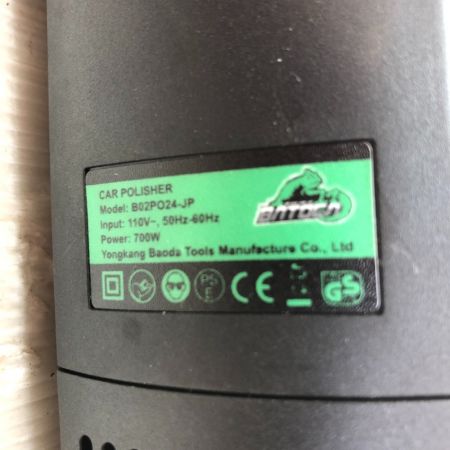 CAR POLISHER
Model: B02PO24-JP
Input: 110V~, 50Hz-60Hz
Power: 700W
Yongkang Baoda Tools Manufacture Co., Ltd
PS
E
CE
GS